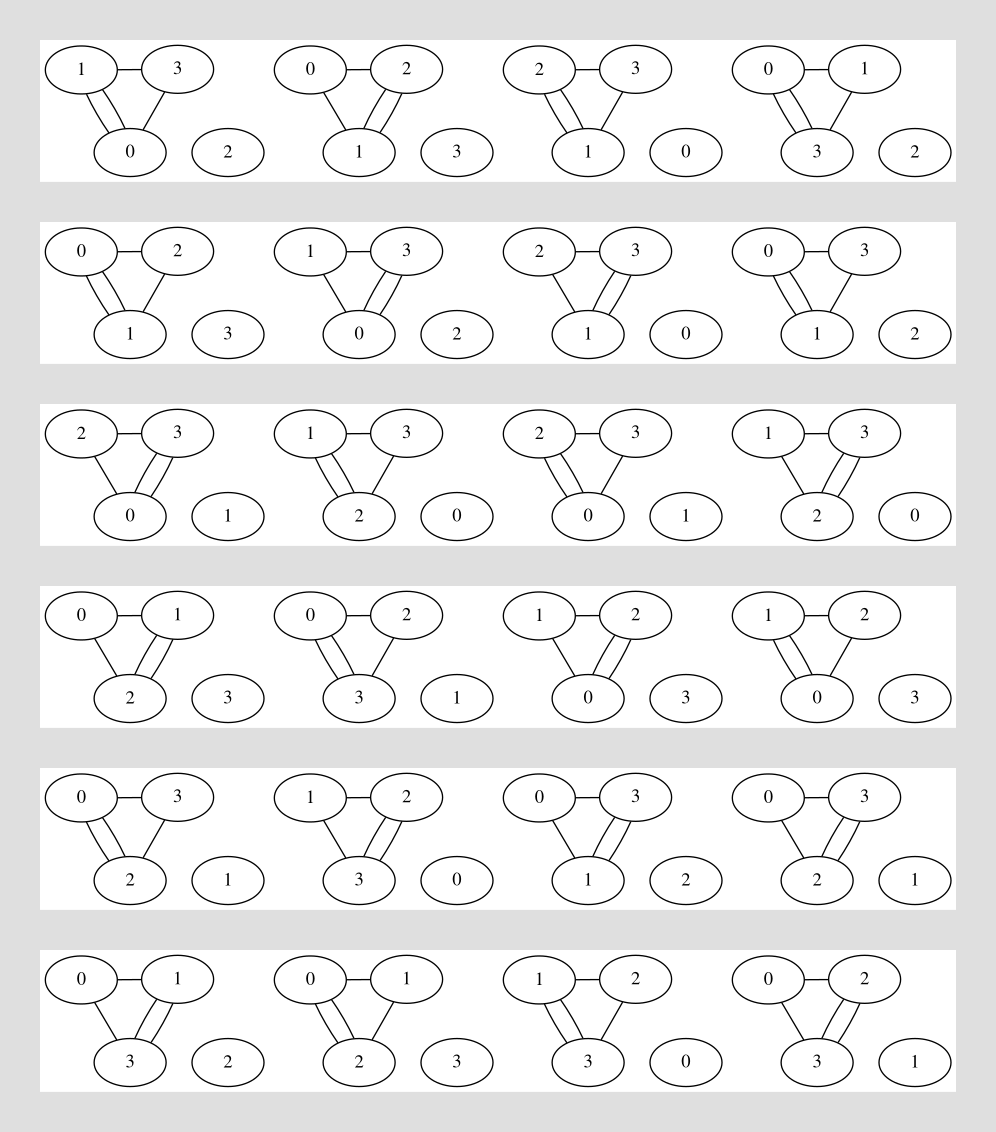 1 3 0 2 2 3 0 1
0 2 1 3 1 0 3 2
0 2 1 3 2 3 0 3
1 3 0 2 1 0 1 2
2 3 1 3 2 3 1 3
0 1 2 0 0 1 2 0
0 1 0 2 1 2 1 2
2 3 3 1 0 3 0 3
0 3 1 2 0 3 0 3
2 1 3 0 1 2 2 1
0 1 0 1 1 2 0 2
3 2 2 3 3 0 3 1